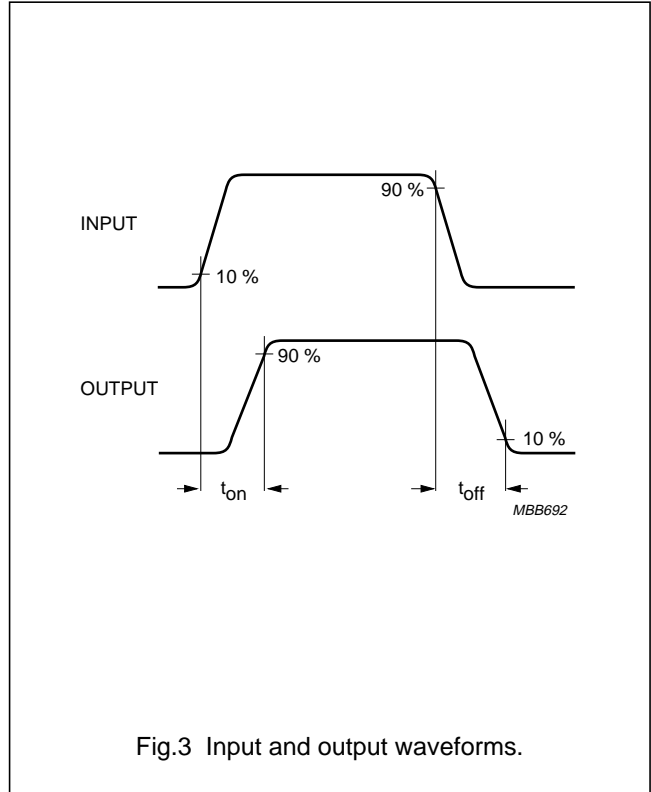 90 %
INPUT
10 %
90 %
OUTPUT
10 %
ton
toff
MBB692
Fig.3 Input and output waveforms.